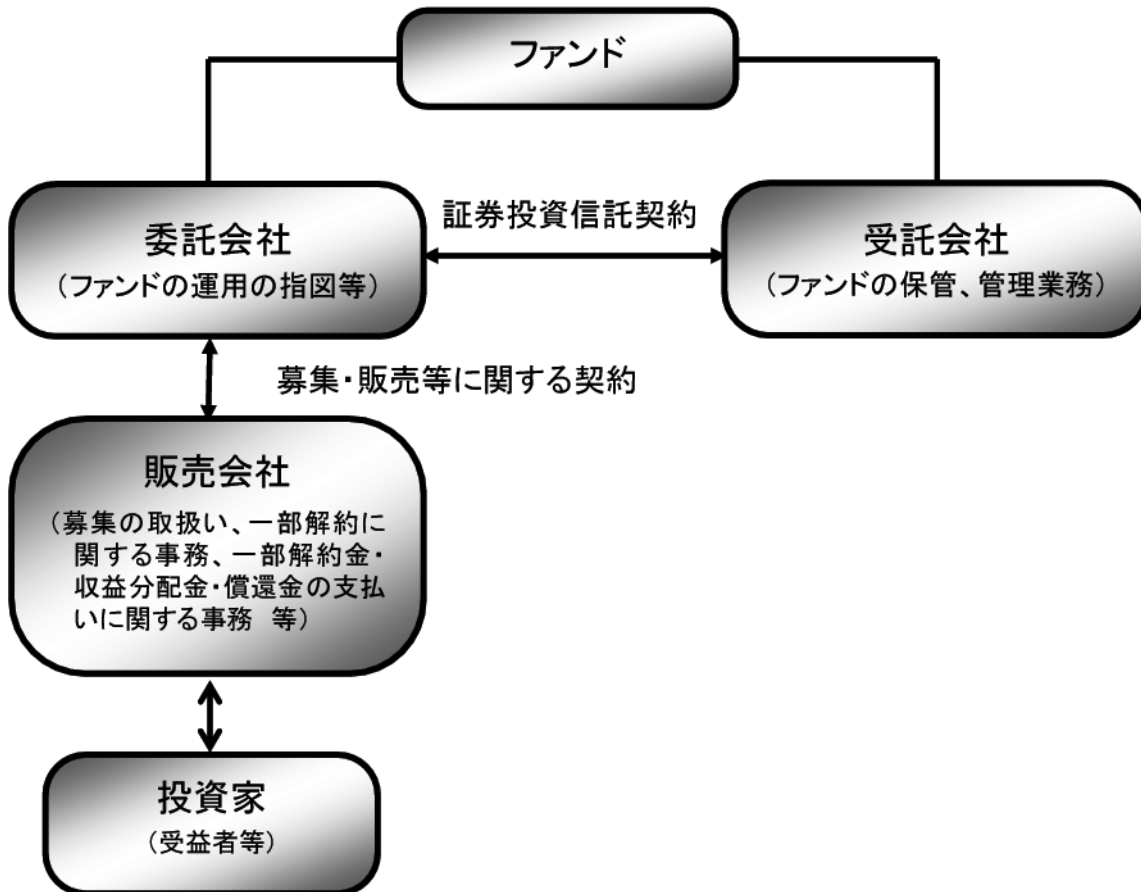 ファンド
委託会社
（ファンドの運用の指図等）
証券投資信託契約
受託会社
（ファンドの保管、管理業務）
募集・販売等に関する契約
販売会社
（募集の取扱い、一部解約に
関する事務、一部解約金・
収益分配金・償還金の支払
いに関する事務　等）
投資家
（受益者等）